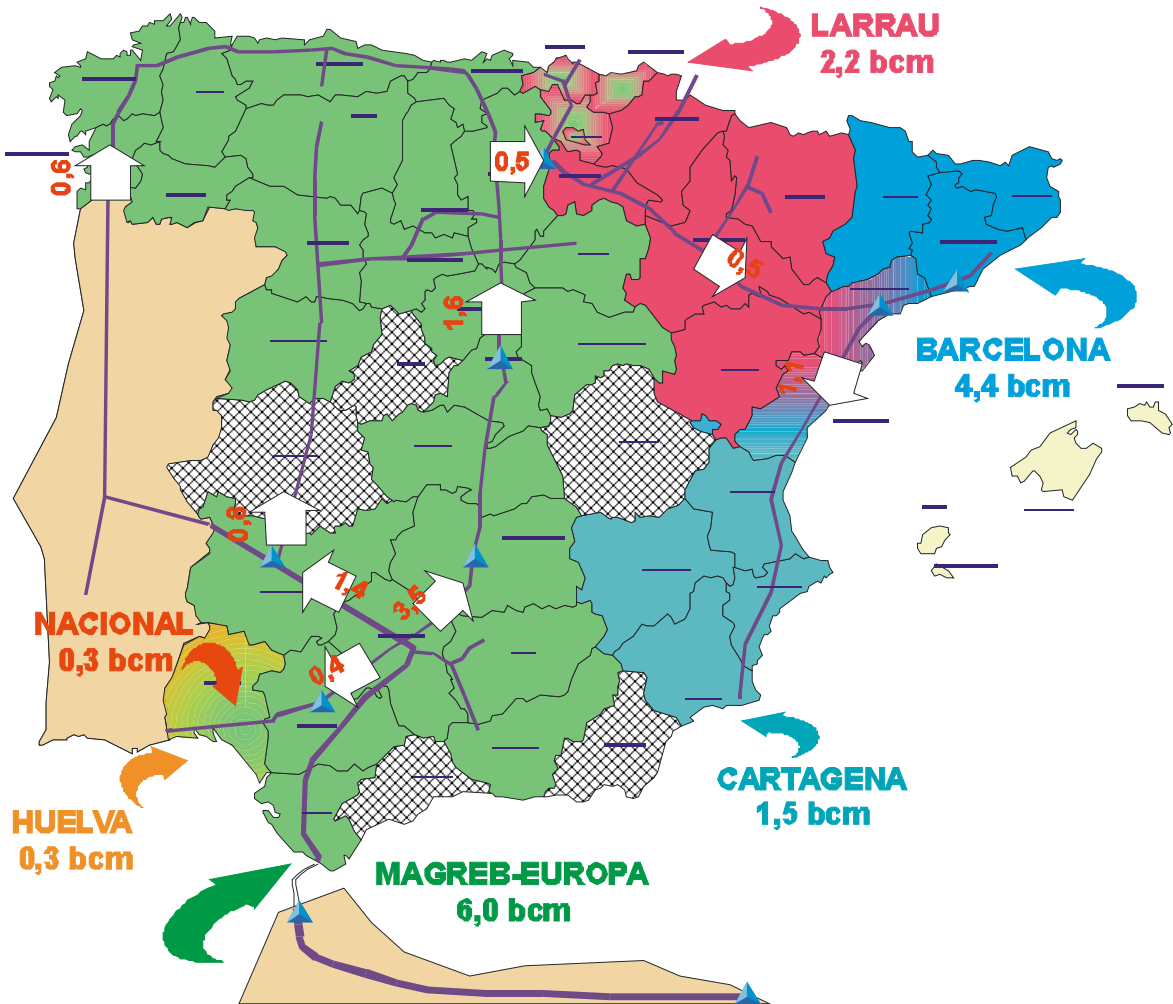 LARRAU
2,2 bcm
0,6
0,5
0,5
1,6
BARCELONA
4,4 bcm
1,1
0,8
1,4
3,5
NACIONAL
0,3 bcm
0,4
CARTAGENA
1,5 bcm
HUELVA
0,3 bcm
MAGREB-EUROPA
6,0 bcm